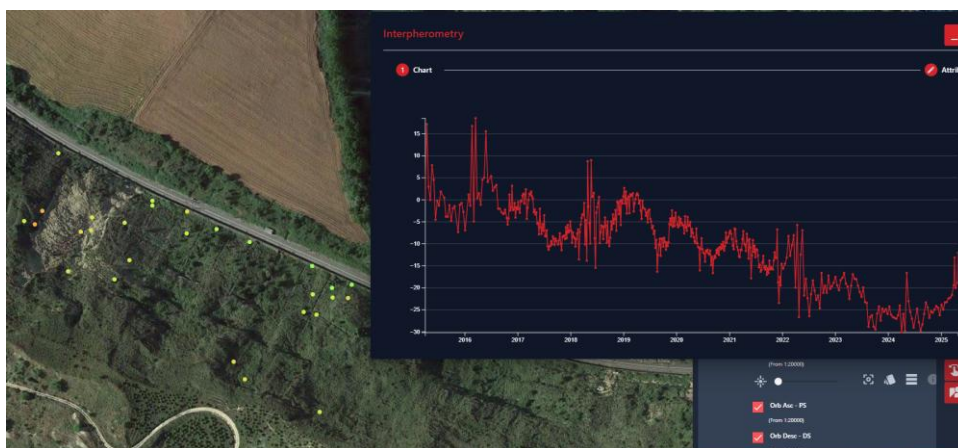 Interpherometry
1 Chart
Attri
15
10
5
0
−5
−10
−15
−20
−25
−30
2016 2017 2018 2019 2020 2021 2022 2023 2024 2025
(from 1:20000)
Orb Asc - PS
(from 1:20000)
Orb Desc - DS